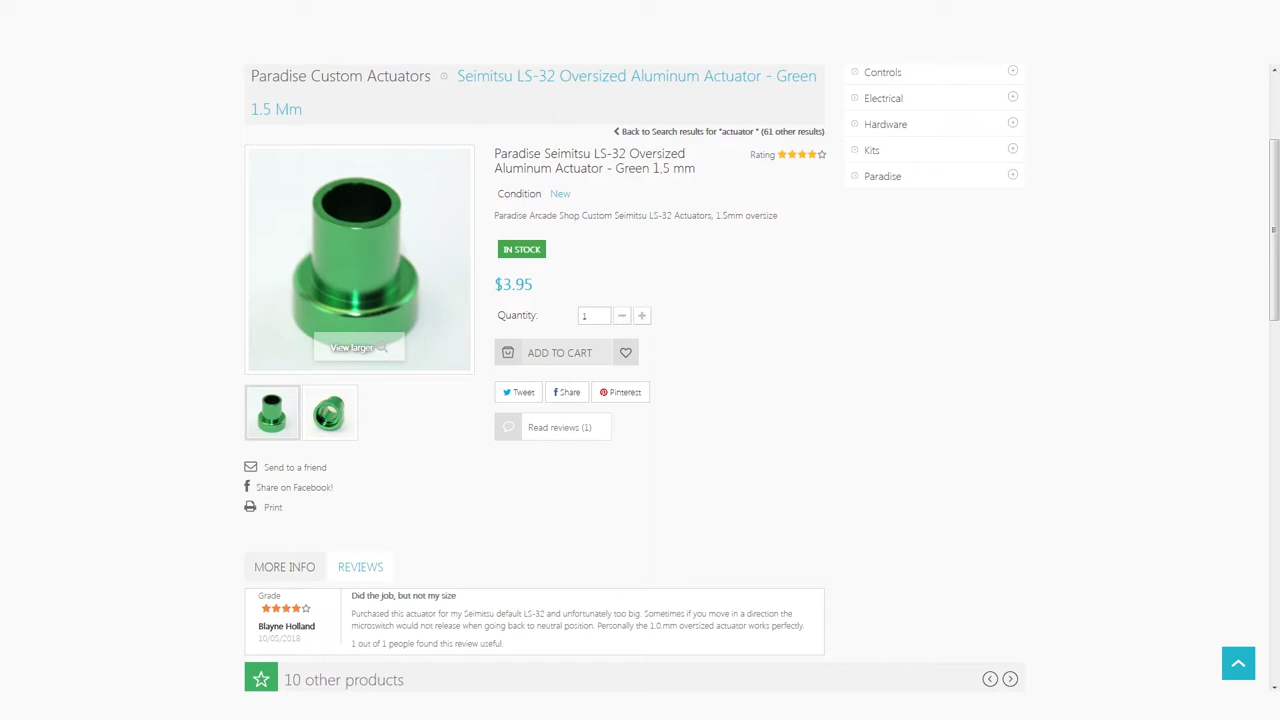 Paradise Custom Actuators Seimitsu LS-32 Oversized Aluminum Actuator - Green
1.5 Mm
Back to Search results for "actuator " (61 other results)
Paradise Seimitsu LS-32 Oversized
Aluminum Actuator - Green 1,5 mm
Rating
Condition New
Paradise Arcade Shop Custom Seimitsu LS-32 Actuators, 1.5mm oversize
IN STOCK
$3.95
Quantity: 1
ADD TO CART
Tweet Share Pinterest
Read reviews (1)
View larger
Send to a friend
Share on Facebook!
Print
MORE INFO REVIEWS
Grade
Blayne Holland
10/05/2018
Did the job, but not my size
Purchased this actuator for my Seimitsu default LS-32 and unfortunately too big. Sometimes if you move in a direction the
microswitch would not release when going back to neutral position. Personally the 1.0.mm oversized actuator works perfectly.
1 out of 1 people found this review useful.
10 other products
Controls
Electrical
Hardware
Kits
Paradise